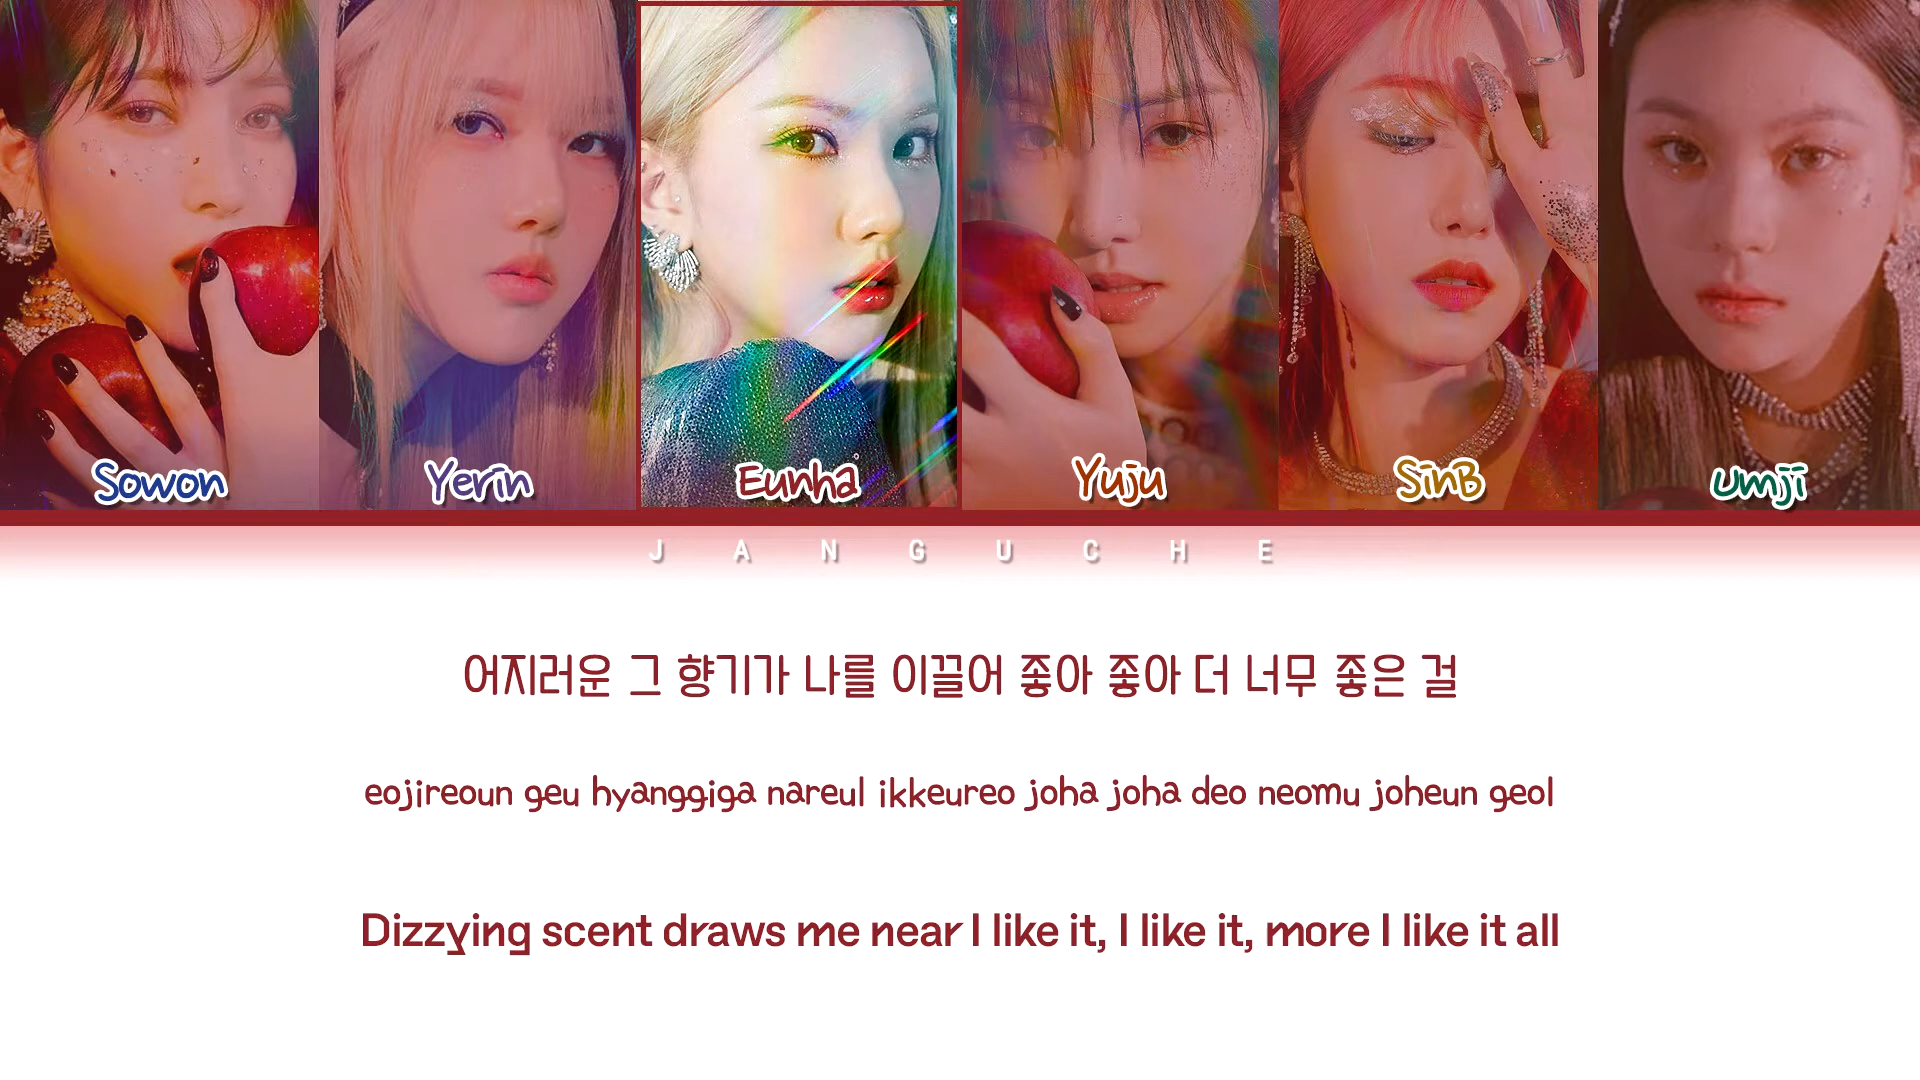 Sowon Yerin Eunha Yuju SinB Umji
JANGUCHE
어지러운 그 향기가 나를 이끌어 좋아 좋아 더 너무 좋은 걸
eojireoun geu hyanggiga nareul ikkeureo joha joha deo neomu joheun geol
Dizzying scent draws me near I like it, I like it, more I like it all